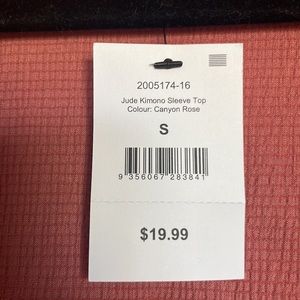 2005174-16
Jude Kimono Sleeve Top
Colour: Canyon Rose
S
9 356067 283841
$19.99